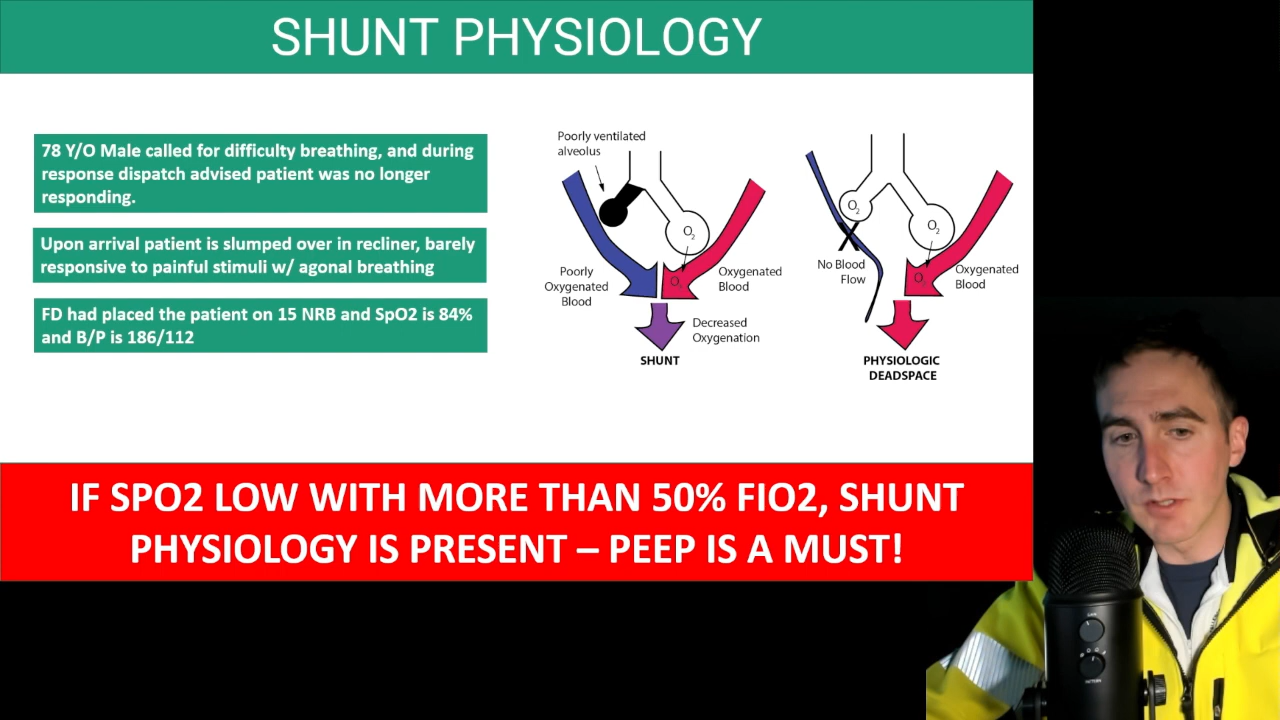 SHUNT PHYSIOLOGY
78 Y/O Male called for difficulty breathing, and during
response dispatch advised patient was no longer
responding.
Upon arrival patient is slumped over in recliner, barely
responsive to painful stimuli w/ agonal breathing
FD had placed the patient on 15 NRB and SpO2 is 84%
and B/P is 186/112
Poorly ventilated
alveolus
O2
Poorly
Oxygenated
Blood
O2
Oxygenated
Blood
Decreased
Oxygenation
SHUNT
O2
O2
No Blood
Flow
O2
Oxygenated
Blood
PHYSIOLOGIC
DEADSPACE
IF SPO2 LOW WITH MORE THAN 50% FIO2, SHUNT
PHYSIOLOGY IS PRESENT – PEEP IS A MUST!